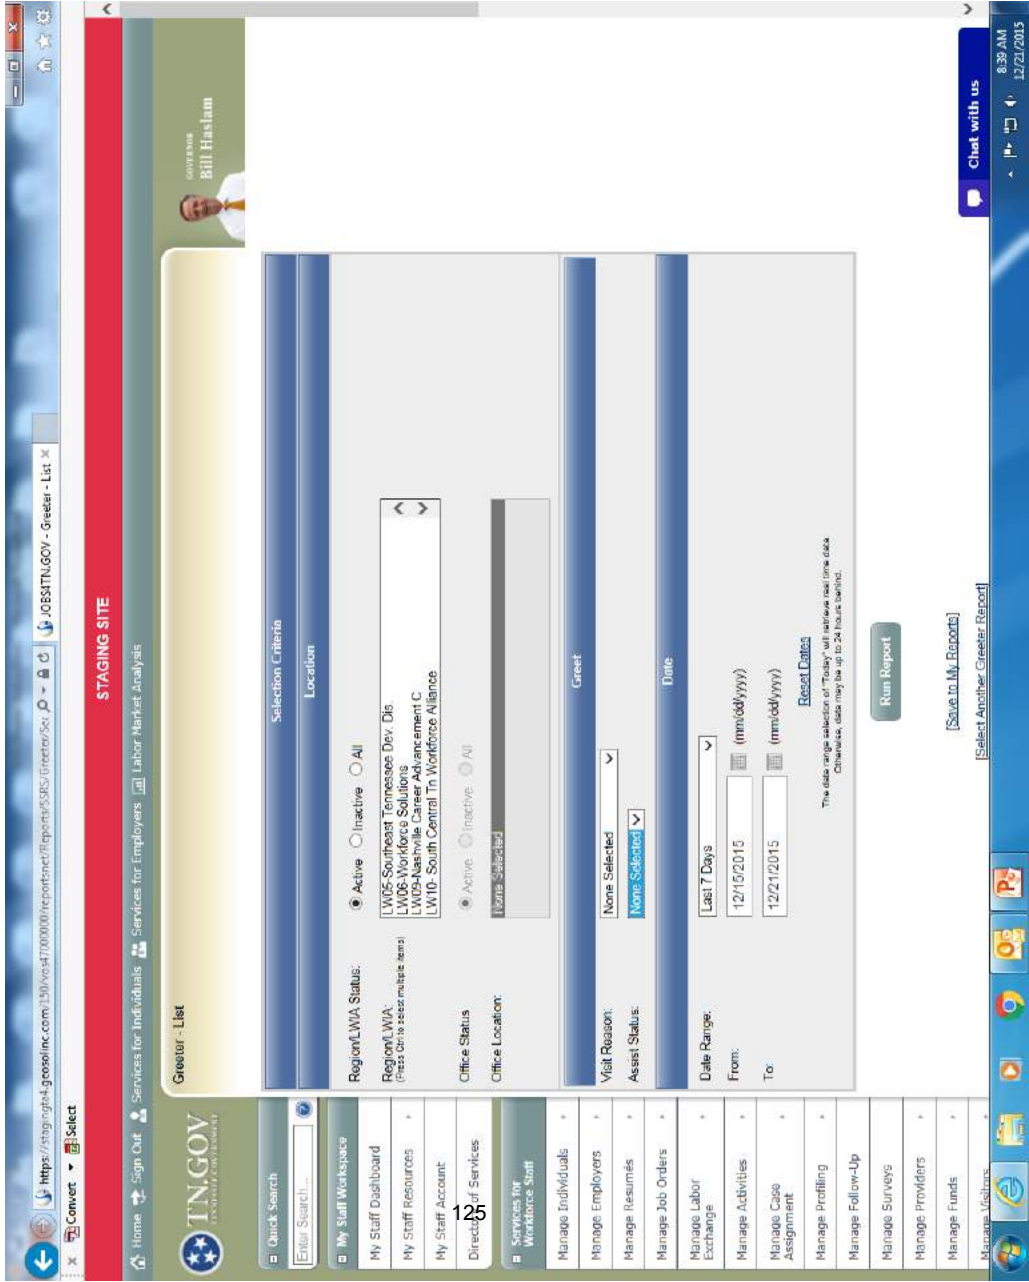 https://stagingta4.geosolinc.com/150/vos47000000/reportsnet/Reports/SSRS/Greeter/Ser
JOBS4TN.GOV - Greeter - List
Convert
Select
STAGING SITE
Home
Sign Out
Services for Individuals
Services for Employers
Labor Market Analysis
TN.GOV
GOVERNOR
Bill Haslam
Greeter - List
Quick Search
Enter Search...
My Staff Workspace
My Staff Dashboard
My Staff Resources
My Staff Account
Directory of Services
125
Services for
Workforce Staff
Manage Individuals
Manage Employers
Manage Resumés
Manage Job Orders
Manage Labor
Exchange
Manage Activities
Manage Case
Assignment
Manage Profiling
Manage Follow-Up
Manage Surveys
Manage Providers
Manage Funds
Manage Visitors
Selection Criteria
Location
Region/LWIA Status:
Active Inactive All
Region/LWIA:
(Press Ctrl to select multiple items)
LW05-Southeast Tennessee Dev. Dis.
LW06-Workforce Solutions
LW09-Nashville Career Advancement C
LW10- South Central Tn Workforce Alliance
Office Status
Active Inactive All
Office Location:
None Selected
Greet
Visit Reason:
None Selected
Assist Status:
None Selected
Date
Date Range:
Last 7 Days
From:
12/15/2015 (mm/dd/yyyy)
To:
12/21/2015 (mm/dd/yyyy)
Reset Dates
The date range selection of "Today" will retrieve real time data.
Otherwise, data may be up to 24 hours behind.
Run Report
[Save to My Reports]
[Select Another Greeter Report]
Chat with us
8:39 AM
12/21/2015